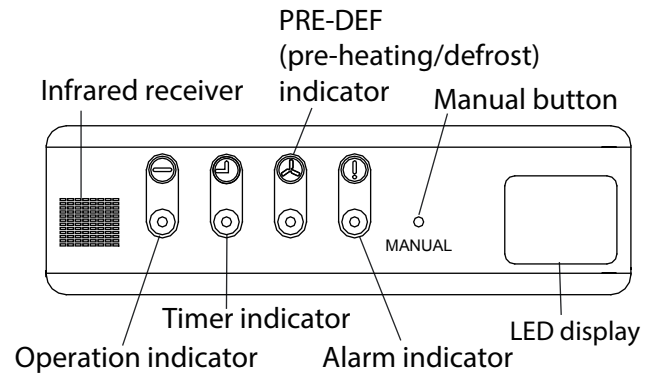 PRE-DEF
(pre-heating/defrost)
indicator
Infrared receiver
Manual button
MANUAL
Timer indicator
LED display
Operation indicator
Alarm indicator